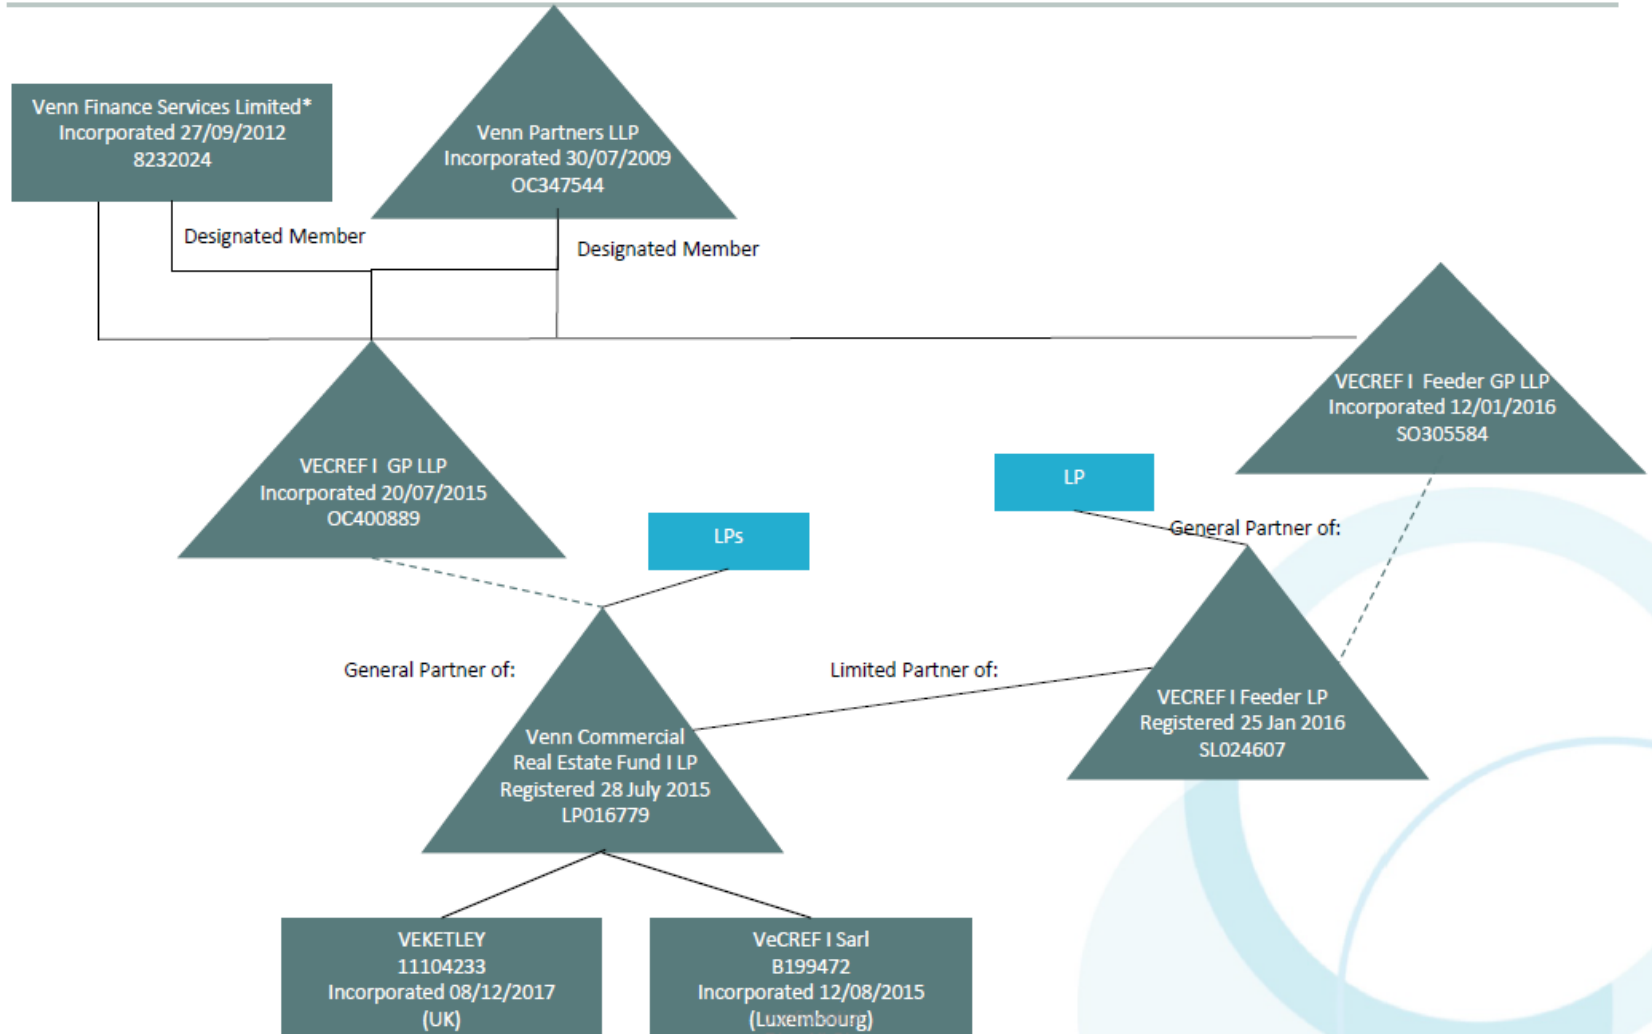 Venn Finance Services Limited*
Incorporated 27/09/2012
8232024
Venn Partners LLP
Incorporated 30/07/2009
OC347544
Designated Member
Designated Member
VECREF I Feeder GP LLP
Incorporated 12/01/2016
SO305584
VECREF I GP LLP
Incorporated 20/07/2015
OC400889
LP
LPs
General Partner of:
General Partner of:
Limited Partner of:
VECREF I Feeder LP
Registered 25 Jan 2016
SL024607
Venn Commercial
Real Estate Fund I LP
Registered 28 July 2015
LP016779
VEKETLEY
11104233
Incorporated 08/12/2017
(UK)
VeCREF I Sarl
B199472
Incorporated 12/08/2015
(Luxembourg)